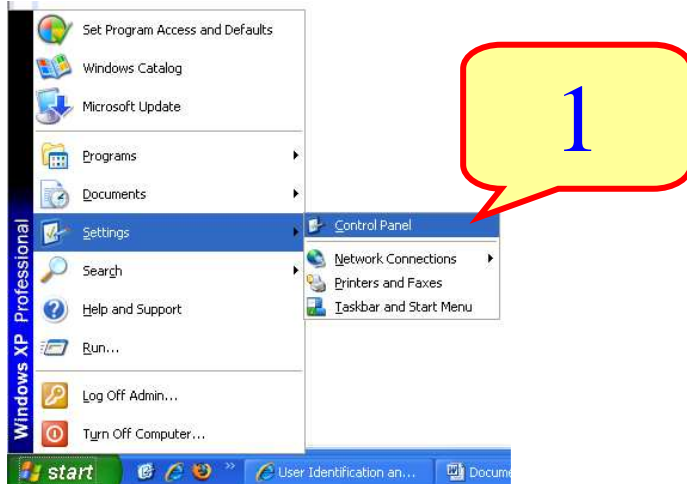 Set Program Access and Defaults
Windows Catalog
Microsoft Update
Programs
Documents
Settings
Search
Help and Support
Run...
Log Off Admin...
Turn Off Computer...
Windows XP Professional
Control Panel
Network Connections
Printers and Faxes
Taskbar and Start Menu
1
start
User Identification an...
Docume